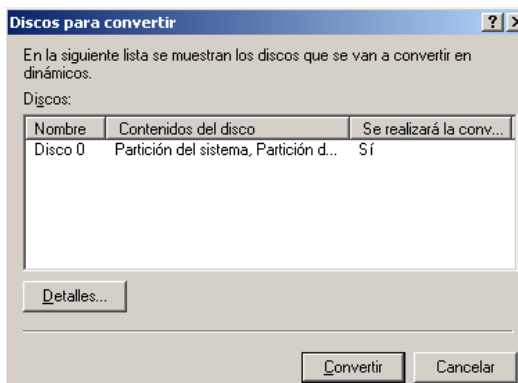 Discos para convertir
En la siguiente lista se muestran los discos que se van a convertir en
dinámicos.
Discos:
Nombre Contenidos del disco Se realizará la conv...
Disco 0 Partición del sistema, Partición d... Sí
Detalles...
Convertir Cancelar